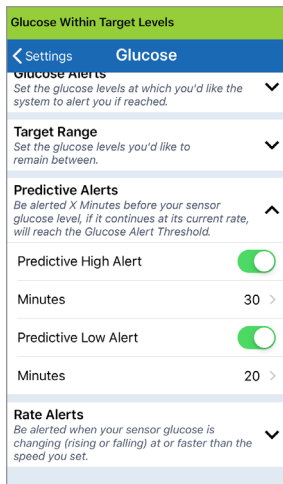 Glucose Within Target Levels
Settings
Glucose
Glucose Alerts
Set the glucose levels at which you'd like the
system to alert you if reached.
Target Range
Set the glucose levels you'd like to
remain between.
Predictive Alerts
Be alerted X Minutes before your sensor
glucose level, if it continues at its current rate,
will reach the Glucose Alert Threshold.
Predictive High Alert
Minutes 30
Predictive Low Alert
Minutes 20
Rate Alerts
Be alerted when your sensor glucose is
changing (rising or falling) at or faster than the
speed you set.